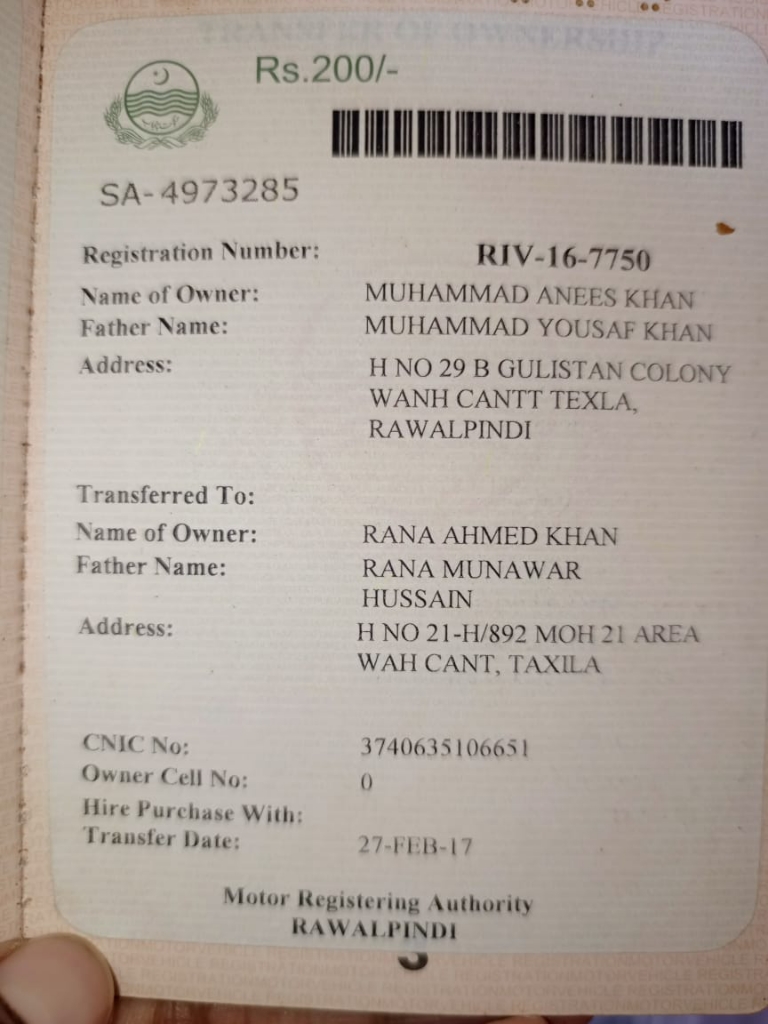 TRANSFER OF OWNERSHIP
Rs.200/-
SA-4973285
Registration Number: RIV-16-7750
Name of Owner: MUHAMMAD ANEES KHAN
Father Name: MUHAMMAD YOUSAF KHAN
Address: H NO 29 B GULISTAN COLONY
WANH CANTT TEXLA,
RAWALPINDI
Transferred To:
Name of Owner: RANA AHMED KHAN
Father Name: RANA MUNAWAR
HUSSAIN
Address: H NO 21-H/892 MOH 21 AREA
WAH CANT, TAXILA
CNIC No: 3740635106651
Owner Cell No: 0
Hire Purchase With:
Transfer Date: 27-FEB-17
Motor Registering Authority
RAWALPINDI